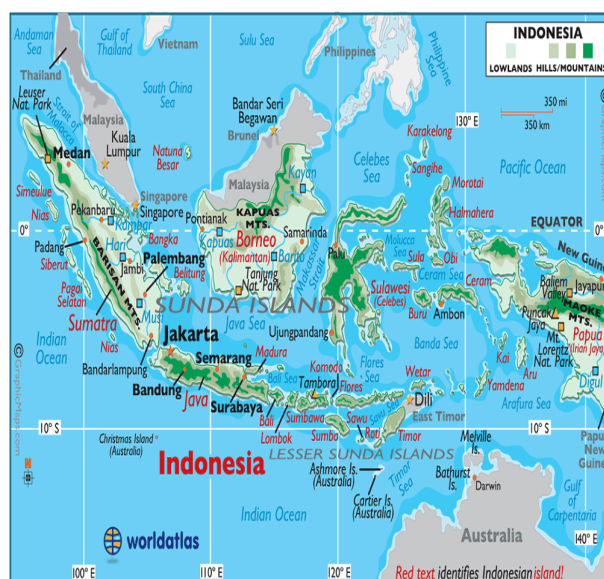 Andaman
Sea
Gulf of
Thailand
Vietnam
Sulu Sea
Philippines
Philippine
Sea
INDONESIA
LOWLANDS HILLS/MOUNTAINS
350 mi
350 km
Thailand
Leuser
Nat. Park
Strait of
Malacca
South China
Sea
Malaysia
Kuala
Lumpur
Medan
Natuna
Besar
Bandar Seri
Begawan
Brunei
Malaysia
Kayan
Celebes
Sea
130° E
Karakelong
Sangihe
Morotai
Halmahera
Pacific Ocean
EQUATOR
0°
0°
Simeulue
Nias
Pekanbaru
Kampar
Singapore
Singapore
Pontianak
Kapuas
KAPUAS
MTS.
Borneo
(Kalimantan)
Samarinda
Barito
Makassar
Strait
Palu
Molucca
Sea
Sula
Obi
Ceram Sea
Ceram
New Guinea
Padang
Siberut
Hari
Jambi
Bangka
Palembang
Belitung
Tanjung
Nat. Park
Sulawesi
(Celebes)
Buru
Ambon
Baliem
Valley
Jayapura
MAOKE
MTS.
Puncak
Jaya
Papua
(Irian Jaya)
Mt.
Lorentz
Nat. Park
Digul
Pagai
Selatan
BARISAN MTS.
Musi
SUNDA ISLANDS
Sumatra
Nias
Indian
Ocean
Java Sea
Ujungpandang
Banda Sea
Kai
Aru
Yamdena
Arafura Sea
Jakarta
Bandarlampung
Semarang
Madura
Bandung
Java
Surabaya
Bali Sea
Bali
Lombok
Komodo
Tambora
Flores
Flores
Sea
Sumbawa
Sumba
Sawu
Savu Sea
Roti
Timor
Wetar
Dili
East Timor
10° S
10° S
Christmas Island
(Australia)
Indonesia
LESSER SUNDA ISLANDS
Ashmore Is.
(Australia)
Cartier Is.
(Australia)
Timor
Sea
Melville
Is.
Bathurst
Is.
Darwin
Papua
New
Guinea
Gulf
of
Carpentaria
Indian Ocean
Australia
worldatlas
© GraphicMaps.com
100° E
110° E
120° E
140° E
Red text identifies Indonesian island!